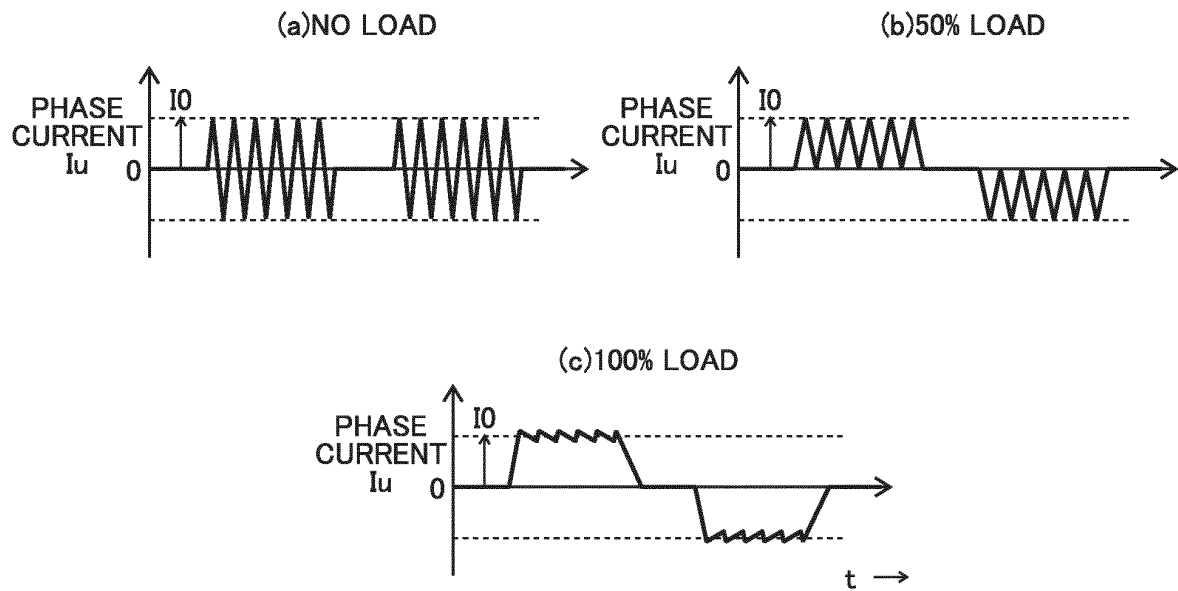 (a)NO LOAD
PHASE
CURRENT
Iu
I0
0
(b)50% LOAD
PHASE
CURRENT
Iu
I0
0
(c)100% LOAD
PHASE
CURRENT
Iu
I0
0
t